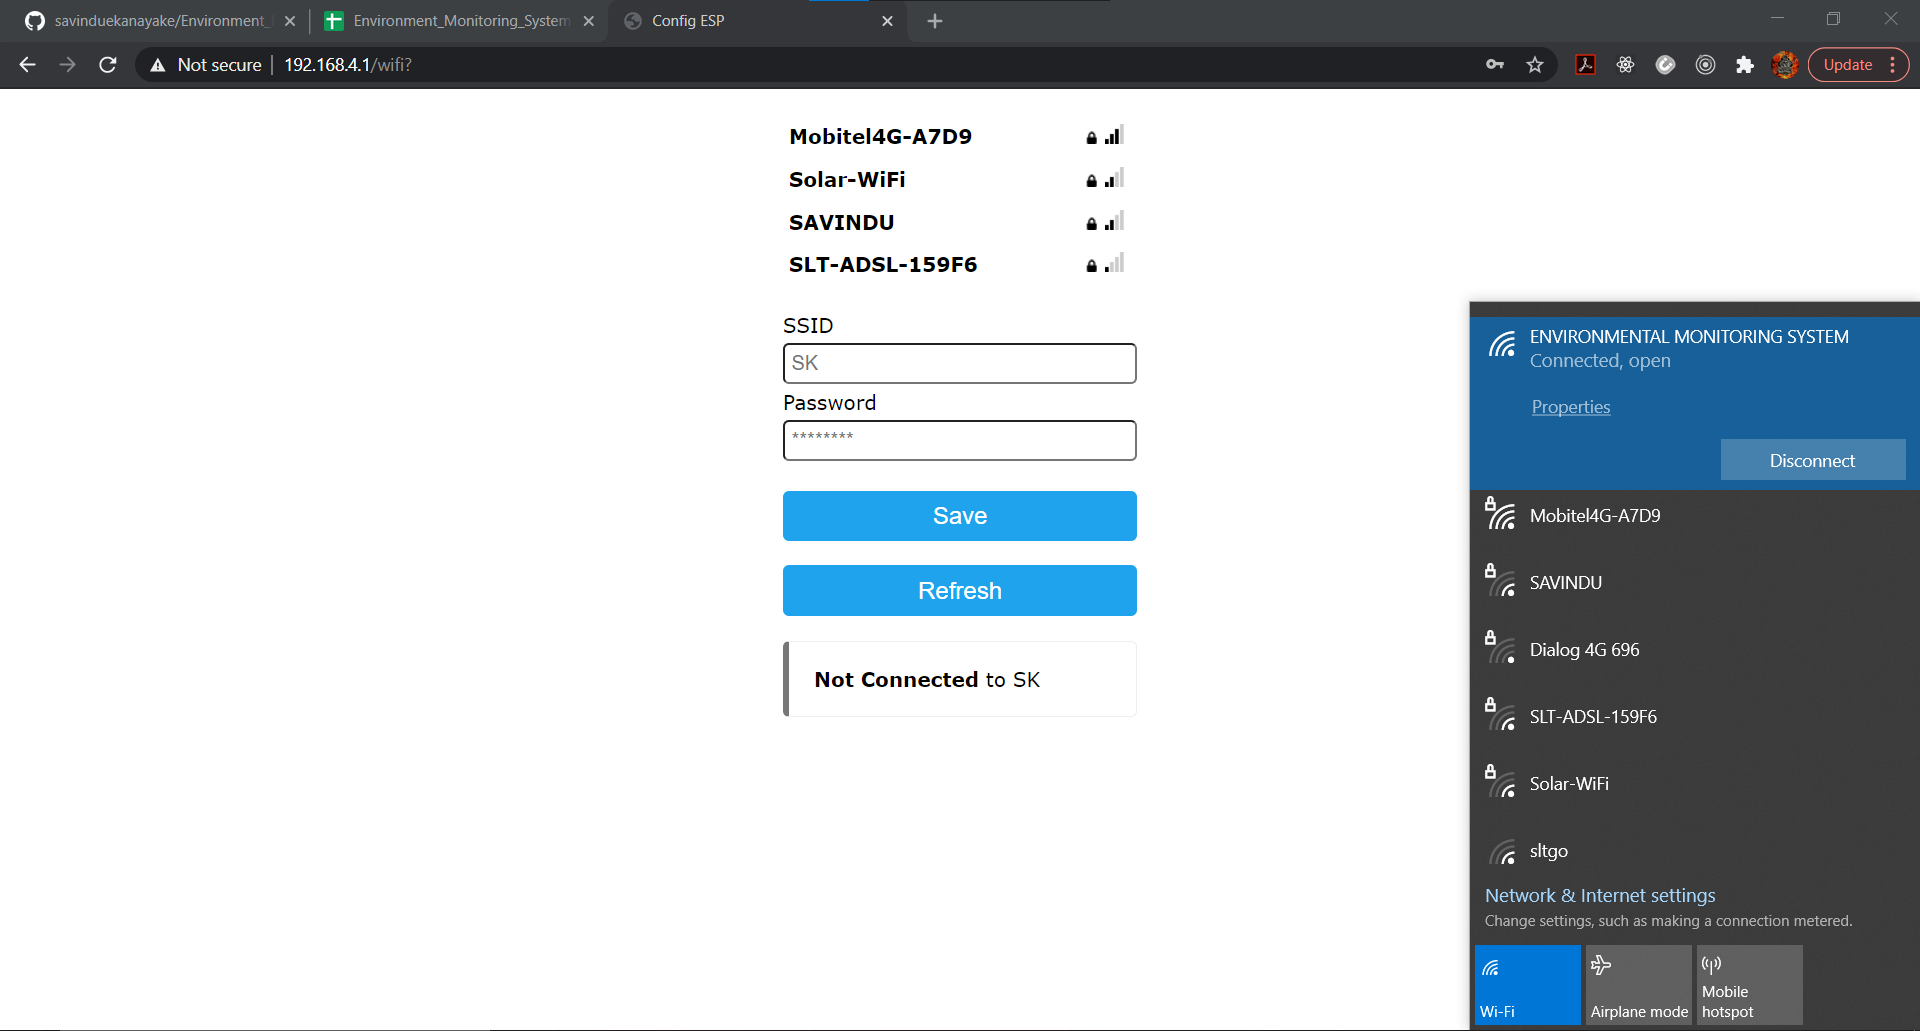 savinduekanayake/Environment_
Environment_Monitoring_System
Config ESP
Not secure
192.168.4.1/wifi?
Update
Mobitel4G-A7D9
Solar-WiFi
SAVINDU
SLT-ADSL-159F6
SSID
SK
Password
********
Save
Refresh
Not Connected to SK
ENVIRONMENTAL MONITORING SYSTEM
Connected, open
Properties
Disconnect
Mobitel4G-A7D9
SAVINDU
Dialog 4G 696
SLT-ADSL-159F6
Solar-WiFi
sltgo
Network & Internet settings
Change settings, such as making a connection metered.
Wi-Fi
Airplane mode
Mobile
hotspot